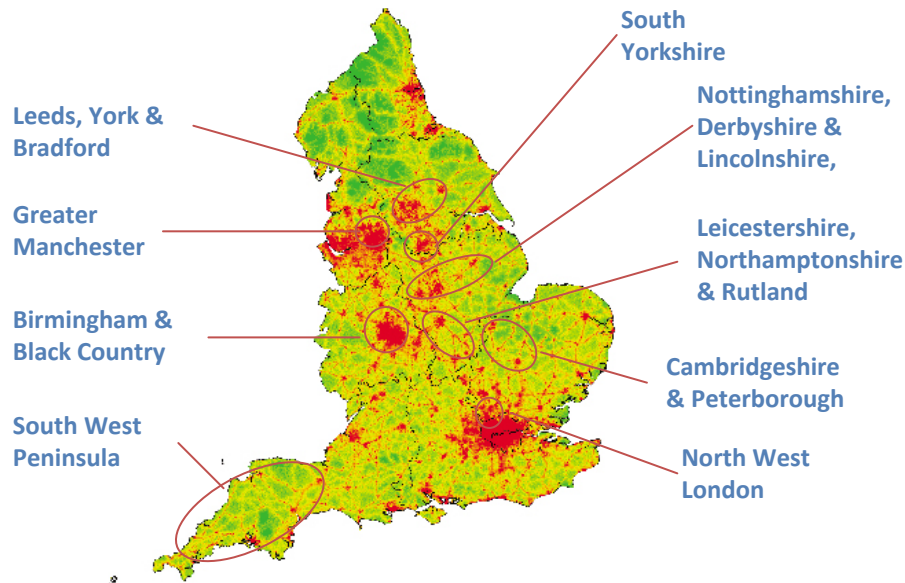 South
Yorkshire
Leeds, York &
Bradford
Nottinghamshire,
Derbyshire &
Lincolnshire,
Greater
Manchester
Leicestershire,
Northamptonshire
& Rutland
Birmingham &
Black Country
Cambridgeshire
& Peterborough
South West
Peninsula
North West
London